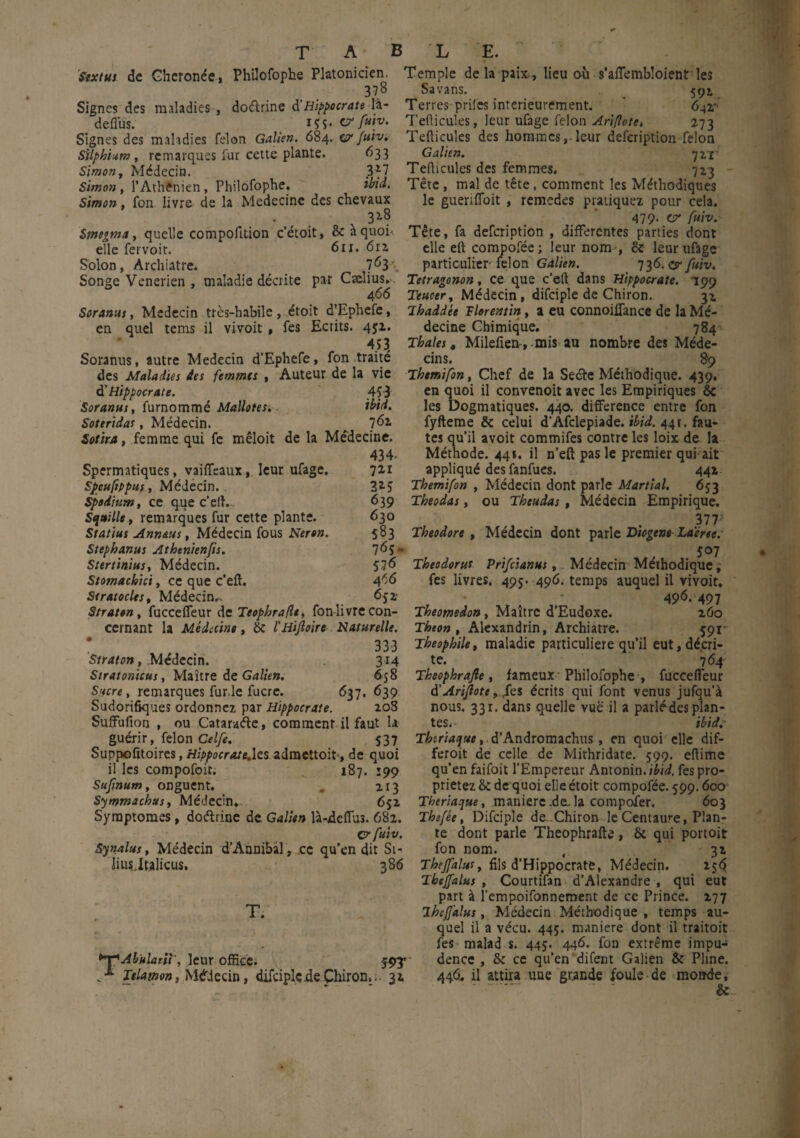 T A B L E.
Sextus de Cheronée, Philosophe Platonicien.
378
Signes des maladies, doctrine d'Hippocrate là-
dessus. 155. & suiv.
Signes des maladies selon Galien. 684. & suiv.
Silphium, remarques sur cette plante. 633
Simon, Médecin. 327
Simon, l'Athénien, Philosophe. ibid.
Simon, son livre de la Medecine des chevaux
328
Smegma, quelle composition c'étoit, & à quoi
elle servoit. 611. 612
Solon, Archiatre. 763
Songe Venerien, maladie décrite par Cælius.
466
Soranus, Medecin très-habile, étoit d'Ephese,
en quel tems il vivoit, ses Ecrits. 452.
453
Soranus, autre Medecin d'Ephese, son traité
des Maladies des femmes, Auteur de la vie
d'Hippocrate. 453
Soranus, surnommé Mallotes. ibid.
Soteridas, Médecin. 762
Sotira, femme qui se mêloit de la Médecine.
434.
Spermatiques, vaisseaux, leur usage. 721
Speusippus, Médecin. 325
Spodium, ce que c'est. 639
Squille, remarques sur cette plante. 630
Statius Annæus, Médecin sous Neron. 583
Stephanus Atheniensis. 765
Stertinius, Médecin. 576
Stomachici, ce que c'est. 466
Stratocles, Médecin. 652
Straton, successeur de Teophraste, son livre con-
cernant la Médecine, & l'Histoire Naturelle.
333
Straton, Médecin. 314
Stratonicus, Maître de Galien. 658
Sucre, remarques sur le sucre. 637. 639
Sudorifiques ordonnez par Hippocrate. 208
Suffusion, ou Cataracte, comment il faut la
guérir, selon Celse. 537
Suppositoires, Hippocrate les admettoit, de quoi
il les composoit. 187. 199
Susinum, onguent. 213
Symmachus, Médecin. 652
Symptomes, doctrine de Galien là-dessus. 682.
& suiv.
Synalus, Médecin d'Annibal, ce qu'en dit Si-
lius Italicus. 386
T.
TAbularii, leur office. 593
Telamon, Médecin, disciple de Chiron. 32
Temple de la paix, lieu où s'assembloient les
Savans. 592
Terres prises interieurement. 642
Testicules, leur usage selon Aristote. 273
Testicules des hommes, leur description selon
Galien. 721
Testicules des femmes. 723
Tête, mal de tête, comment les Méthodiques
le guerissoit, remedes pratiquez pour cela.
479. & suiv.
Tête, sa description, differentes parties dont
elle est composée; leur nom, & leur usage
particulier selon Galien. 736. & suiv.
Tetragonon, ce que c'est dans Hippocrate. 199
Teucer, Médecin, disciple de Chiron. 32
Thaddée Florentin, a eu connoissance de la Mé-
decine Chimique. 784
Thales, Milesien, mis au nombre des Méde-
cins. 89
Themison, Chef de la Secte Méthodique. 439.
en quoi il convenoit avec les Empiriques &
les Dogmatiques. 440. difference entre son
systeme & celui d'Asclepiade. ibid. 441. fau-
tes qu'il avoit commises contre les loix de la
Méthode. 441. il n'est pas le premier qui ait
appliqué des sansues. 442
Themison, Médecin dont parle Martial. 653
Theodas, ou Theudas, Médecin Empirique.
377
Theodore, Médecin dont parle Diogene Laërce.
507
Theodorus Priscianus, Médecin Méthodique,
ses livres. 495. 496. temps auquel il vivoit.
496. 497
Theomedon, Maître d'Eudoxe. 260
Theon, Alexandrin, Archiatre. 591
Theophile, maladie particuliere qu'il eut, décri-
te. 764
Theophraste, fameux Philosophe, successeur
d'Aristote, ses écrits qui sont venus jusqu'à
nous. 331. dans quelle vuë il a parlé des plan-
tes. ibid.
Theriaque, d'Andromachus, en quoi elle dif-
feroit de celle de Mithridate. 599. estime
qu'en faisoit l'Empereur Antonin. ibid. ses pro-
prietez & de quoi elle étoit composée. 599. 600
Theriaque, maniere de la composer. 603
Thesée, Disciple de Chiron le Centaure, Plan-
te dont parle Theophraste, & qui portoit
son nom. 32
Thessalus, fils d'Hippocrate, Médecin. 256
Thessalus, Courtisan d'Alexandre, qui eut
part à l'empoisonnement de ce Prince. 277
Thessalus, Médecin Méthodique, temps au-
quel il a vécu. 445. maniere dont il traitoit
ses malad s. 445. 446. son extrême impu-
dence, & ce qu'en disent Galien & Pline.
446. il attira une grande foule de monde,
&